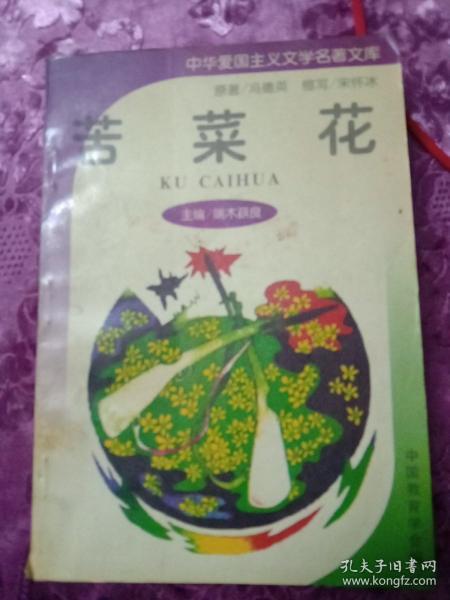 中华爱国主义文学名著文库
原著/冯德英 缩写/宋怀冰
苦菜花
KU CAIHUA
主编/端木蕻良
中国教育学会
孔夫子旧书网
www.kongfz.com